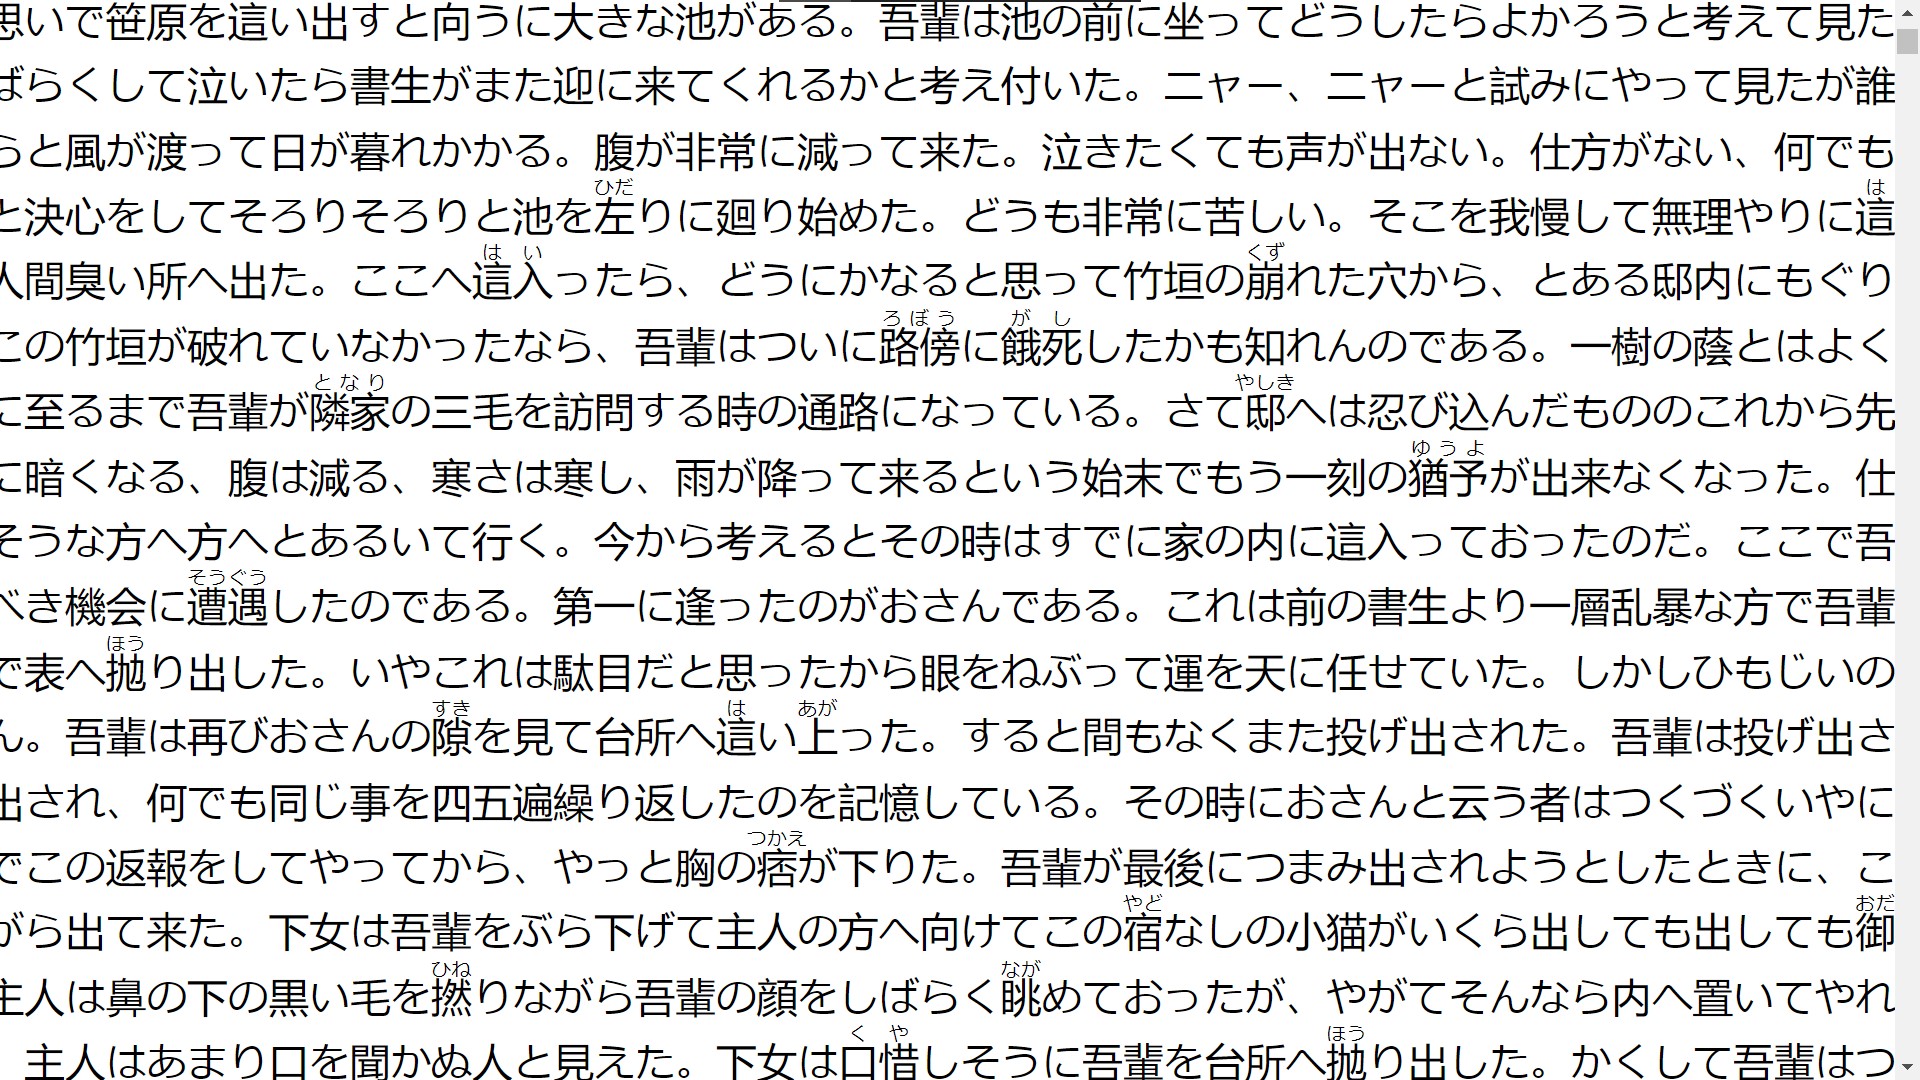 思いで笹原を這い出すと向うに大きな池がある。吾輩は池の前に坐ってどうしたらよかろうと考えて見た
ばらくして泣いたら書生がまた迎に来てくれるかと考え付いた。ニャー、ニャーと試みにやって見たが誰
らと風が渡って日が暮れかかる。腹が非常に減って来た。泣きたくても声が出ない。仕方がない、何でも
ひだ は
と決心をしてそろりそろりと池を左りに廻り始めた。どうも非常に苦しい。そこを我慢して無理やりに這
は い くず
人間臭い所へ出た。ここへ這入ったら、どうにかなると思って竹垣の崩れた穴から、とある邸内にもぐり
ろぼう が し
この竹垣が破れていなかったなら、吾輩はついに路傍に餓死したかも知れんのである。一樹の蔭とはよく
となり やしき
に至るまで吾輩が隣家の三毛を訪問する時の通路になっている。さて邸へは忍び込んだもののこれから先
ゆうよ
に暗くなる、腹は減る、寒さは寒し、雨が降って来るという始末でもう一刻の猶予が出来なくなった。仕
そうな方へ方へとあるいて行く。今から考えるとその時はすでに家の内に這入っておったのだ。ここで吾
そうぐう
べき機会に遭遇したのである。第一に逢ったのがおさんである。これは前の書生より一層乱暴な方で吾輩
ほう
で表へ抛り出した。いやこれは駄目だと思ったから眼をねぶって運を天に任せていた。しかしひもじいの
すき は あが
ん。吾輩は再びおさんの隙を見て台所へ這い上った。すると間もなくまた投げ出された。吾輩は投げ出さ
出され、何でも同じ事を四五遍繰り返したのを記憶している。その時におさんと云う者はつくづくいやに
つかえ
でこの返報をしてやってから、やっと胸の痞が下りた。吾輩が最後につまみ出されようとしたときに、こ
やど おだ
がら出て来た。下女は吾輩をぶら下げて主人の方へ向けてこの宿なしの小猫がいくら出しても出しても御
ひね なが
主人は鼻の下の黒い毛を撚りながら吾輩の顔をしばらく眺めておったが、やがてそんなら内へ置いてやれ
く や ほう
主人はあまり口を聞かぬ人と見えた。下女は口惜しそうに吾輩を台所へ抛り出した。かくして吾輩はつ